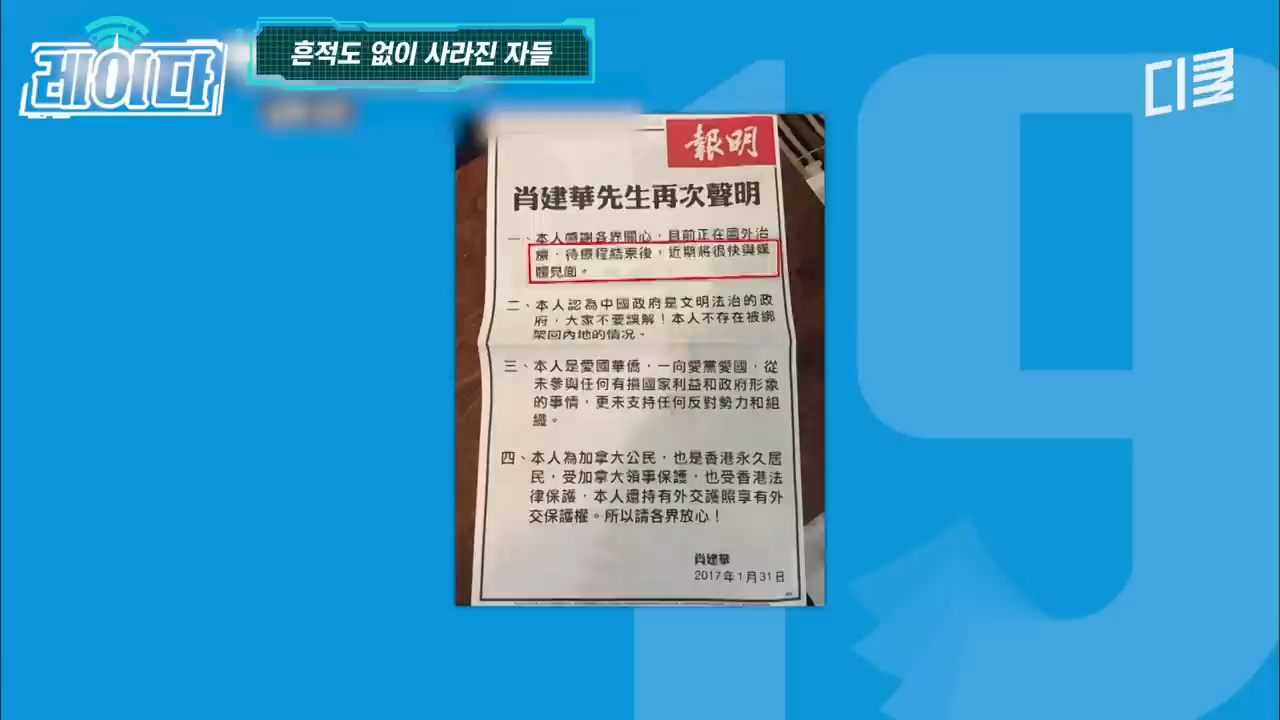 레이다
흔적도 없이 사라진 자들
디클
19
報明
肖建華先生再次聲明
一、本人感謝各界關心，目前正在國外治
療，待療程結束後，近期將很快與媒
體見面。
二、本人認為中國政府是文明法治的政
府，大家不要誤解！本人不存在被綁
架回內地的情況。
三、本人是愛國華僑，一向愛黨愛國，從
未參與任何有損國家利益和政府形象
的事情，更未支持任何反對勢力和組
織。
四、本人為加拿大公民，也是香港永久居
民，受加拿大領事保護，也受香港法
律保護，本人還持有外交護照享有外
交保護權。所以請各界放心！
肖建華
2017年1月31日